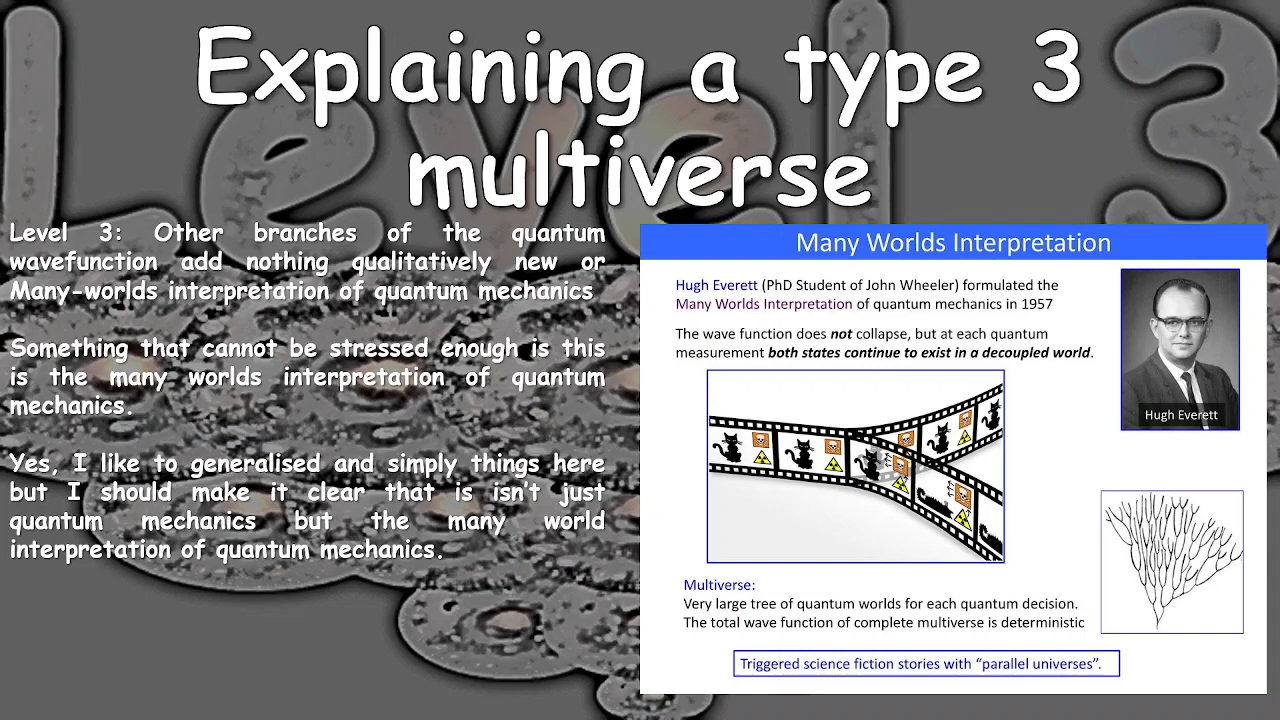 Level 3
Explaining a type 3
multiverse
Level 3: Other branches of the quantum
wavefunction add nothing qualitatively new or
Many-worlds interpretation of quantum mechanics
Something that cannot be stressed enough is this
is the many worlds interpretation of quantum
mechanics.
Yes, I like to generalised and simply things here
but I should make it clear that is isn't just
quantum mechanics but the many world
interpretation of quantum mechanics.
Many Worlds Interpretation
Hugh Everett (PhD Student of John Wheeler) formulated the
Many Worlds Interpretation of quantum mechanics in 1957
The wave function does not collapse, but at each quantum
measurement both states continue to exist in a decoupled world.
Hugh Everett
Multiverse:
Very large tree of quantum worlds for each quantum decision.
The total wave function of complete multiverse is deterministic
Triggered science fiction stories with “parallel universes”.